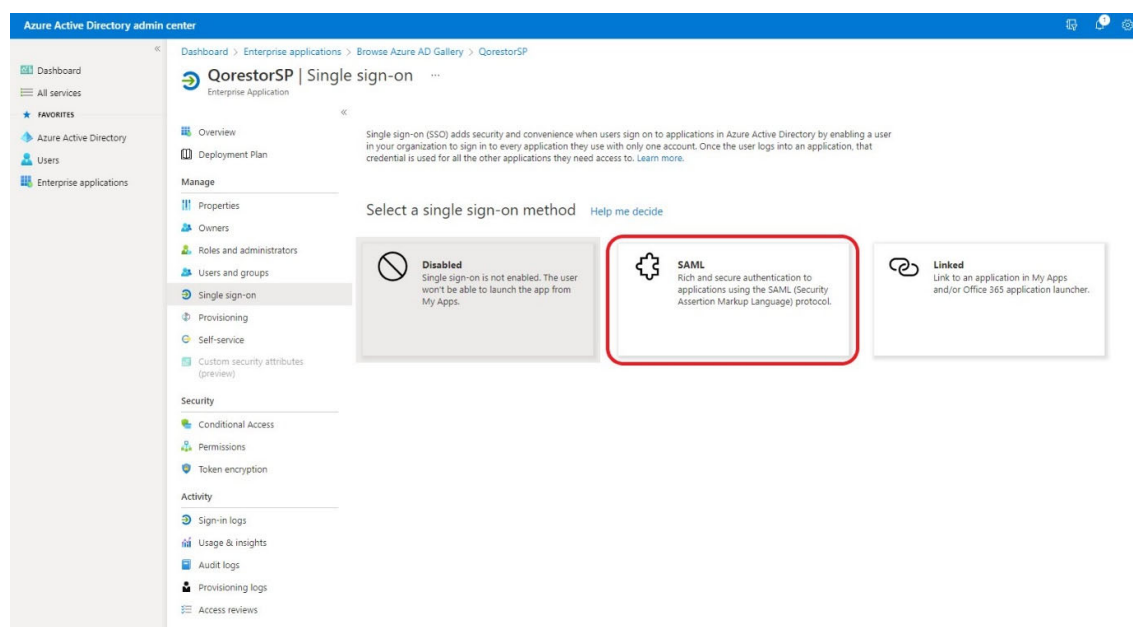 Azure Active Directory admin center
1
«
Dashboard > Enterprise applications > Browse Azure AD Gallery > QorestorSP
QorestorSP | Single sign-on ...
Enterprise Application
Dashboard
All services
FAVORITES
Azure Active Directory
Users
Enterprise applications
«
Overview
Deployment Plan
Manage
Properties
Owners
Roles and administrators
Users and groups
Single sign-on
Provisioning
Self-service
Custom security attributes
(preview)
Security
Conditional Access
Permissions
Token encryption
Activity
Sign-in logs
Usage & insights
Audit logs
Provisioning logs
Access reviews
Single sign-on (SSO) adds security and convenience when users sign on to applications in Azure Active Directory by enabling a user
in your organization to sign in to every application they use with only one account. Once the user logs into an application, that
credential is used for all the other applications they need access to. Learn more.
Select a single sign-on method Help me decide
Disabled
Single sign-on is not enabled. The user
won't be able to launch the app from
My Apps.
SAML
Rich and secure authentication to
applications using the SAML (Security
Assertion Markup Language) protocol.
Linked
Link to an application in My Apps
and/or Office 365 application launcher.